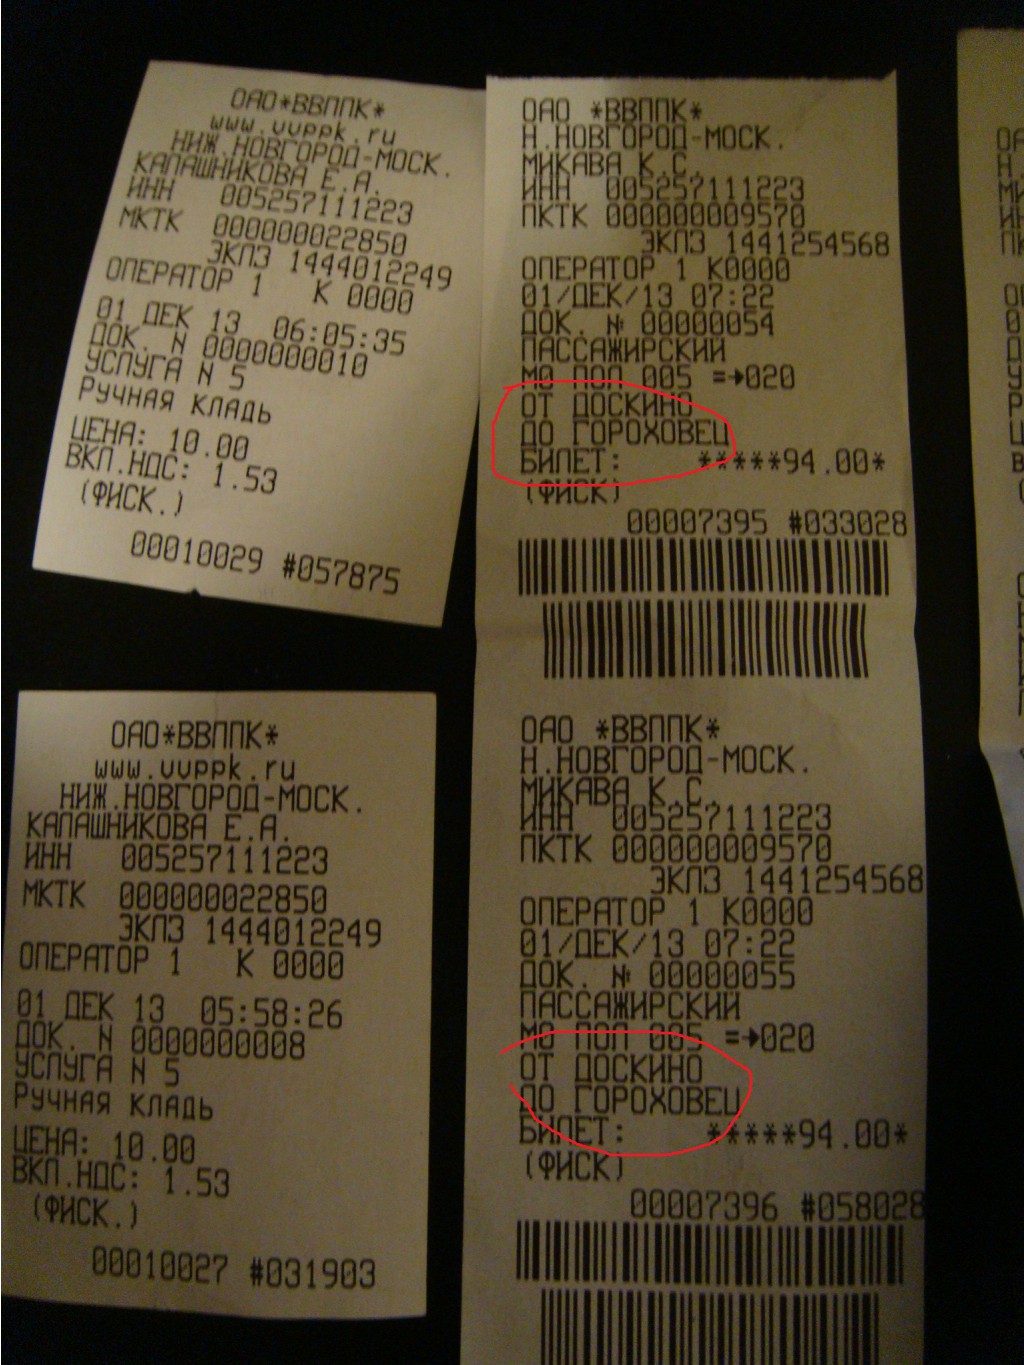 ОАО*ВВППК*
www.vvppk.ru
НИЖ.НОВГОРОД-МОСК.
КАЛАШНИКОВА Е.А.
ИНН 005257111223
МКТК 000000022850
ЭКЛЗ 1444012249
ОПЕРАТОР 1 К 0000
01 ДЕК 13 06:05:35
ДОК. N 0000000010
УСЛУГА N 5
Ручная кладь
ЦЕНА: 10.00
ВКЛ.НДС: 1.53
(ФИСК.)
00010029 #057875
ОАО*ВВППК*
www.vvppk.ru
НИЖ.НОВГОРОД-МОСК.
КАЛАШНИКОВА Е.А.
ИНН 005257111223
МКТК 000000022850
ЭКЛЗ 1444012249
ОПЕРАТОР 1 К 0000
01 ДЕК 13 05:58:26
ДОК. N 0000000008
УСЛУГА N 5
Ручная кладь
ЦЕНА: 10.00
ВКЛ.НДС: 1.53
(ФИСК.)
00010027 #031903
ОАО *ВВППК*
Н.НОВГОРОД-МОСК.
МИКАВА К.С.
ИНН 005257111223
ПКТК 000000009570
ЭКЛЗ 1441254568
ОПЕРАТОР 1 К0000
01/ДЕК/13 07:22
ДОК. № 00000054
ПАССАЖИРСКИЙ
МО ПОЛ 005 =➔020
ОТ ДОСКИНО
ДО ГОРОХОВЕЦ
БИЛЕТ: *****94.00*
(ФИСК)
00007395 #033028
ОАО *ВВППК*
Н.НОВГОРОД-МОСК.
МИКАВА К.С.
ИНН 005257111223
ПКТК 000000009570
ЭКЛЗ 1441254568
ОПЕРАТОР 1 К0000
01/ДЕК/13 07:22
ДОК. № 00000055
ПАССАЖИРСКИЙ
МО ПОЛ 005 =➔020
ОТ ДОСКИНО
ДО ГОРОХОВЕЦ
БИЛЕТ: *****94.00*
(ФИСК)
00007396 #058028